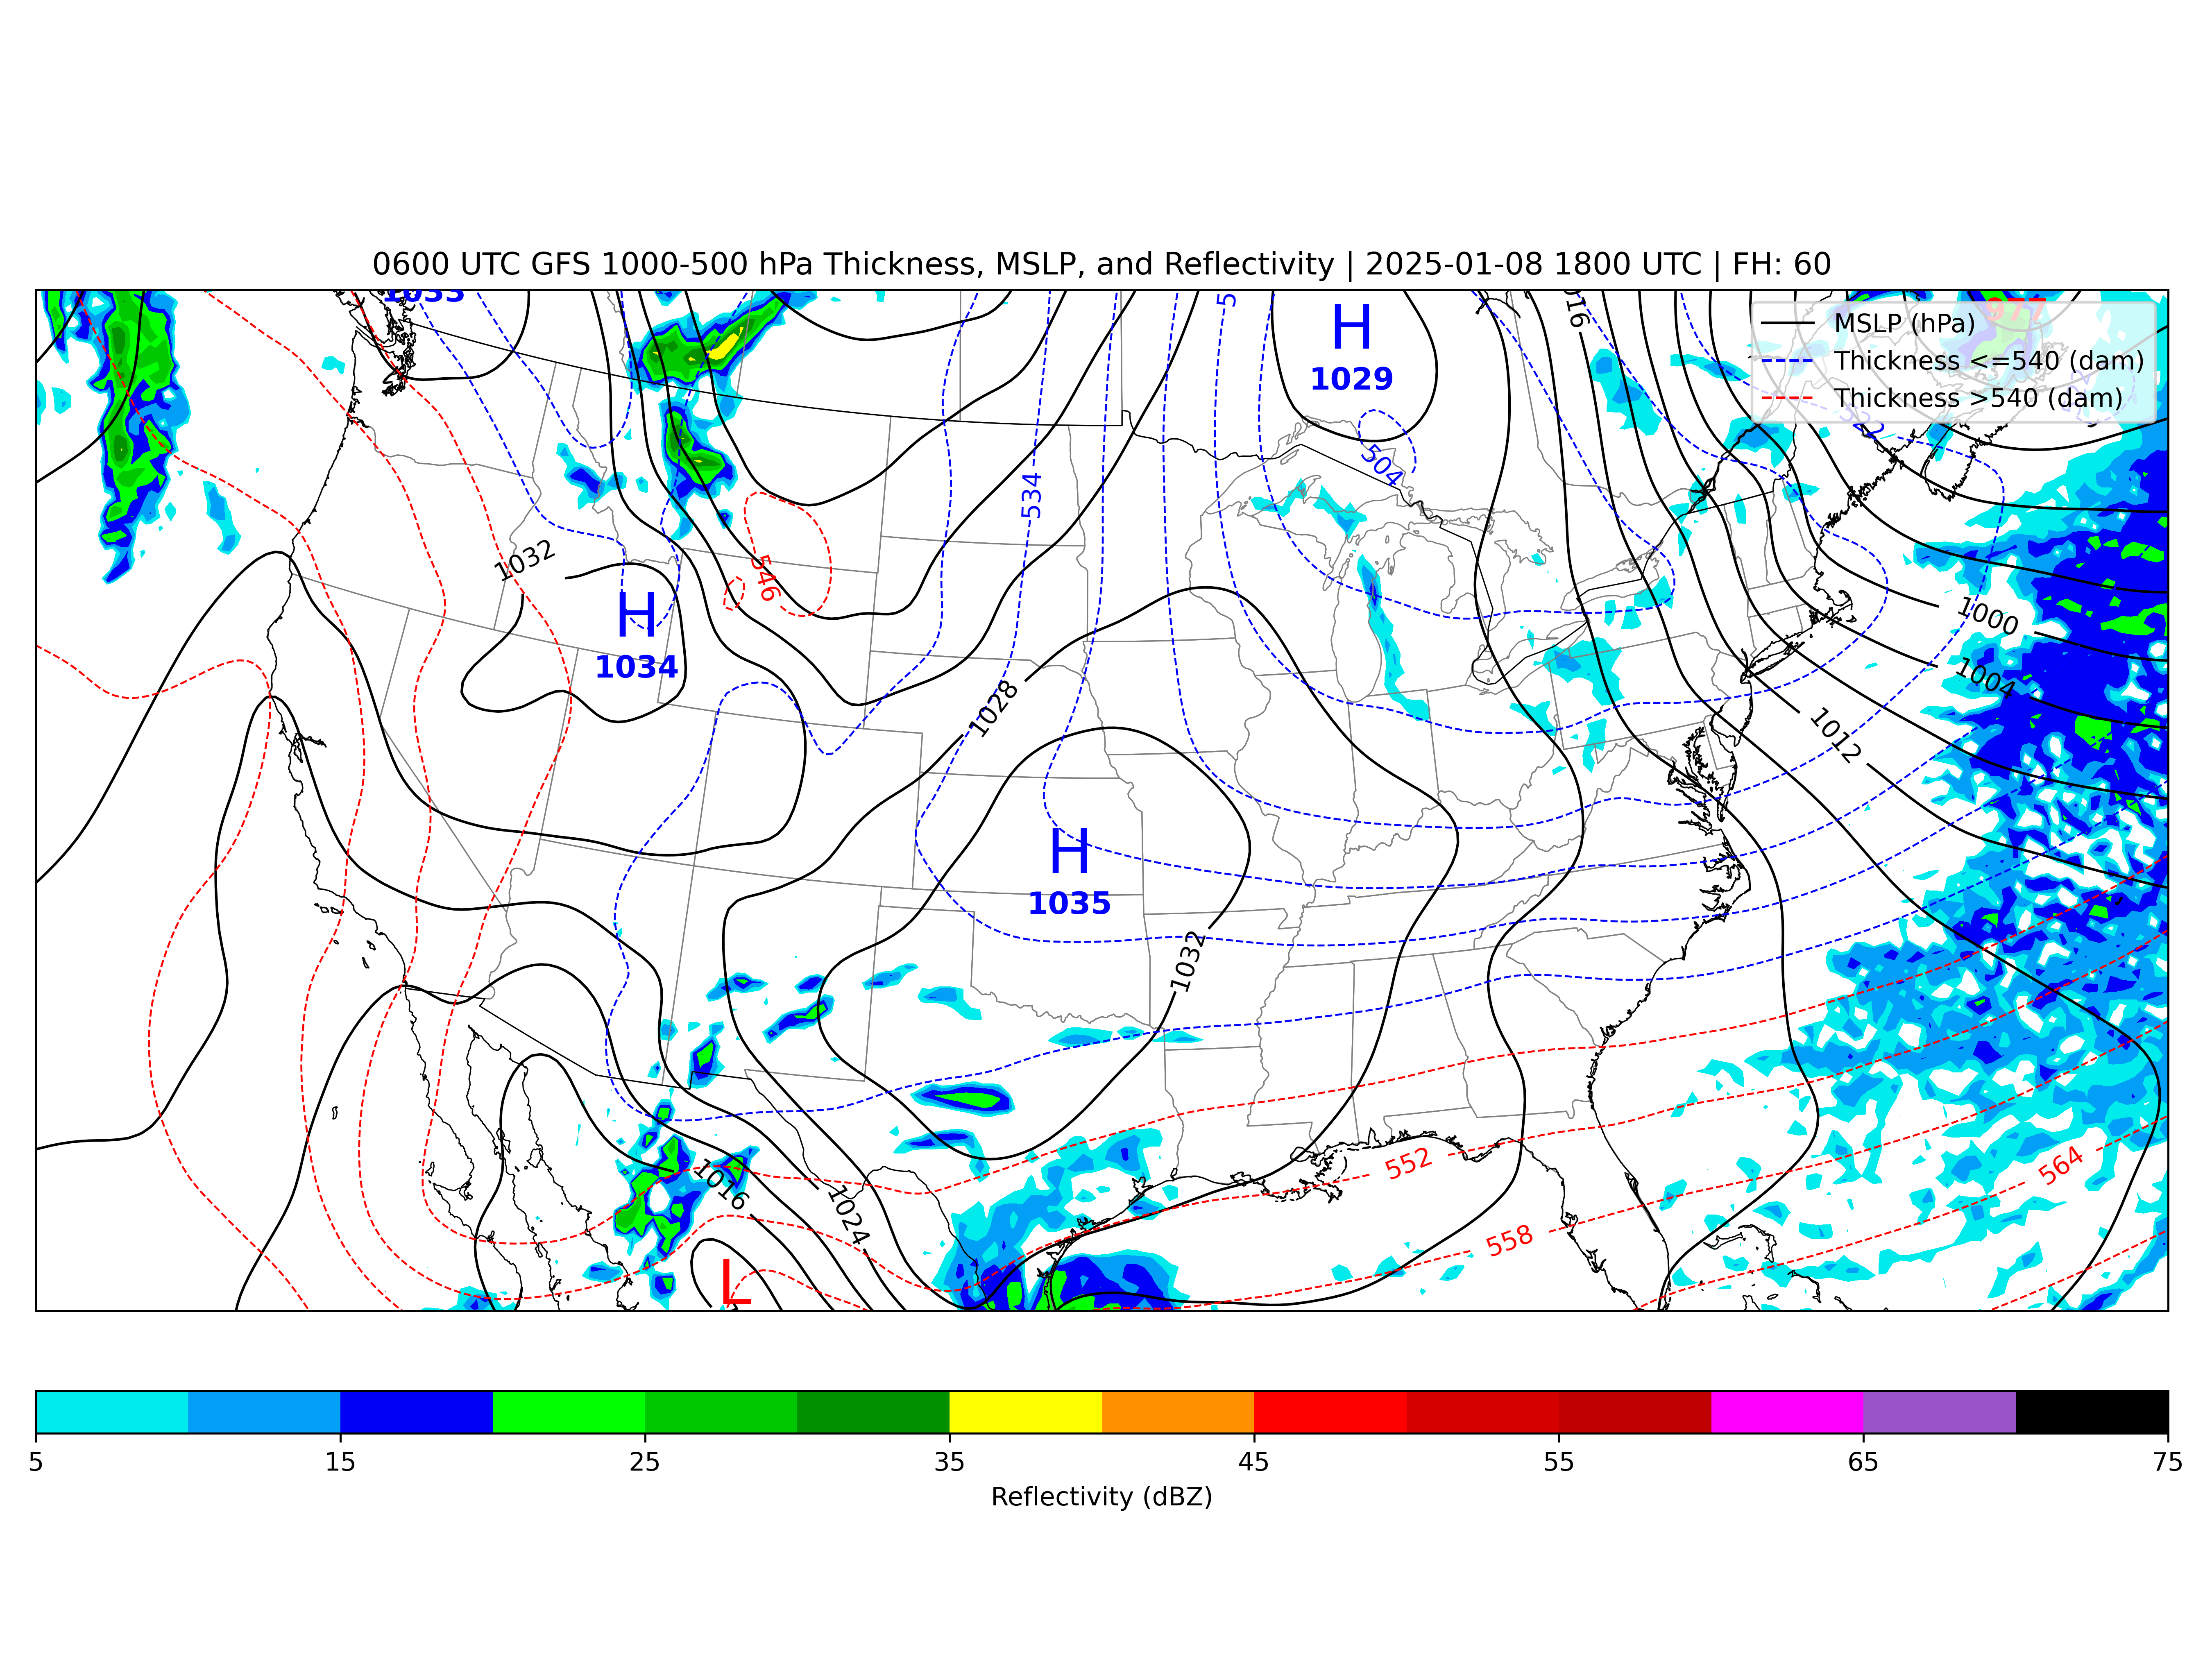 0600 UTC GFS 1000-500 hPa Thickness, MSLP, and Reflectivity | 2025-01-08 1800 UTC | FH: 60
1033
H
1029
977
MSLP (hPa)
Thickness <=540 (dam)
Thickness >540 (dam)
504
534
1032
546
H
1034
1000
1004
1012
1028
H
1035
1032
552
558
564
1016
1024
L
5 15 25 35 45 55 65 75
Reflectivity (dBZ)